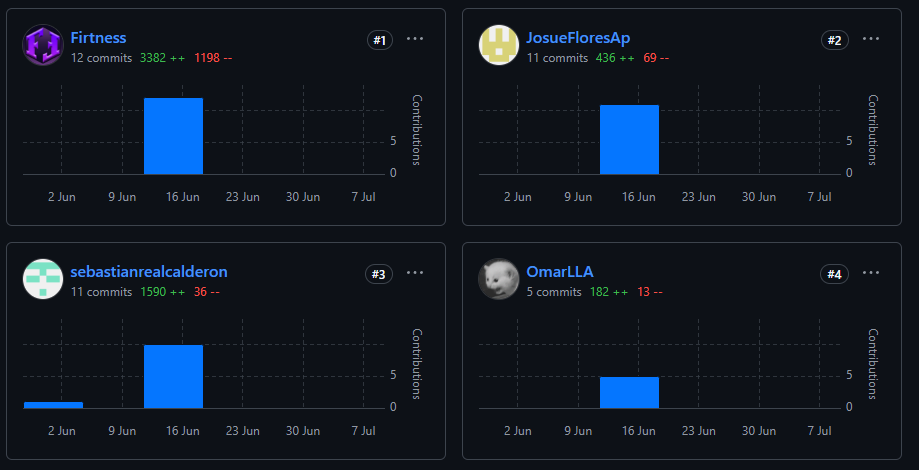 Firtness
#1
12 commits 3382 ++ 1198 --
Contributions
5
0
2 Jun 9 Jun 16 Jun 23 Jun 30 Jun 7 Jul
JosueFloresAp
#2
11 commits 436 ++ 69 --
Contributions
5
0
2 Jun 9 Jun 16 Jun 23 Jun 30 Jun 7 Jul
sebastianrealcalderon
#3
11 commits 1590 ++ 36 --
Contributions
5
0
2 Jun 9 Jun 16 Jun 23 Jun 30 Jun 7 Jul
OmarLLA
#4
5 commits 182 ++ 13 --
Contributions
5
0
2 Jun 9 Jun 16 Jun 23 Jun 30 Jun 7 Jul